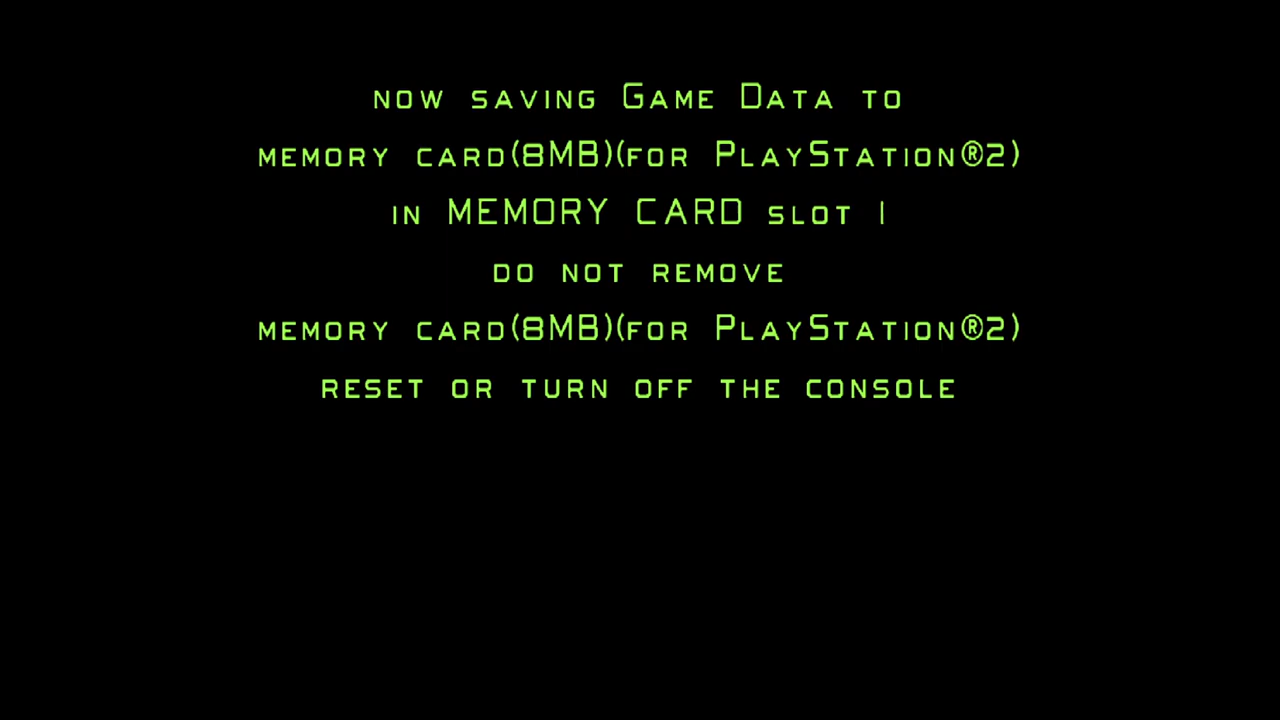 NOW SAVING GAME DATA TO
MEMORY CARD(8MB)(FOR PLAYSTATION®2)
IN MEMORY CARD SLOT 1
DO NOT REMOVE
MEMORY CARD(8MB)(FOR PLAYSTATION®2)
RESET OR TURN OFF THE CONSOLE